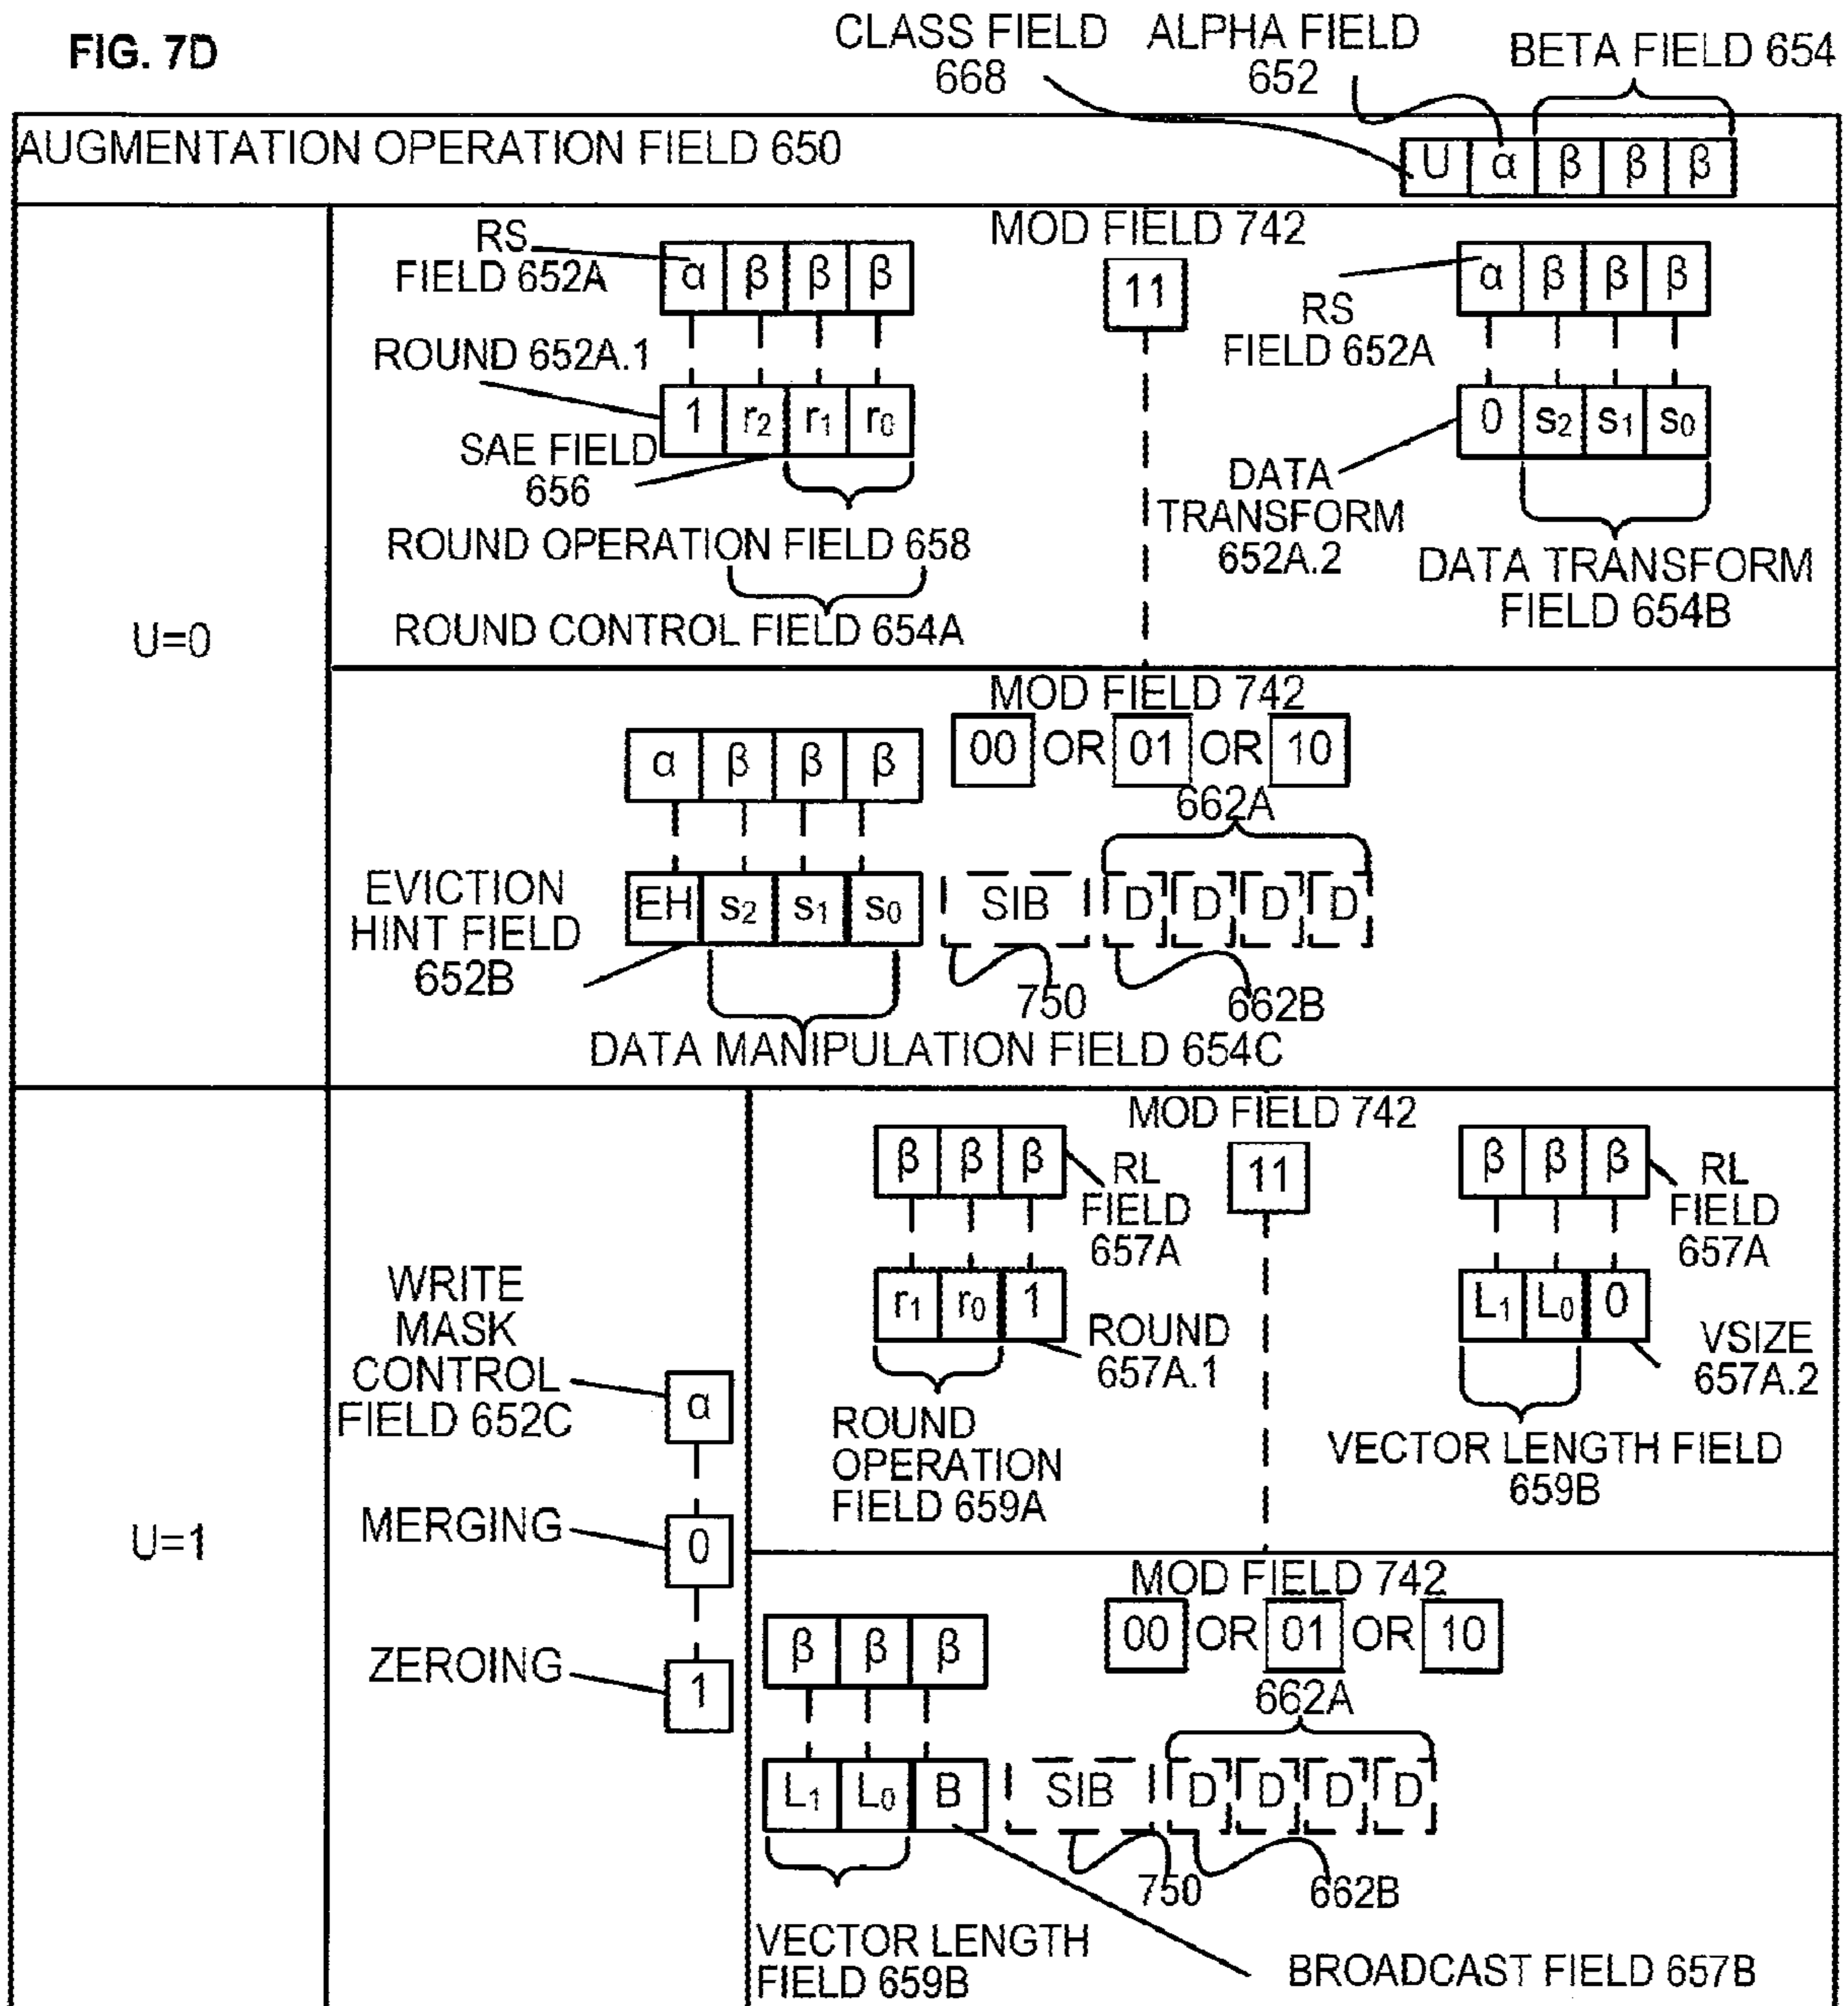 FIG. 7D
CLASS FIELD
668
ALPHA FIELD
652
BETA FIELD 654
AUGMENTATION OPERATION FIELD 650
U α β β β
U=0
MOD FIELD 742
11
RS
FIELD 652A
α β β β
ROUND 652A.1
1 r2 r1 r0
SAE FIELD
656
ROUND OPERATION FIELD 658
ROUND CONTROL FIELD 654A
α β β β
RS
FIELD 652A
0 s2 s1 s0
DATA
TRANSFORM
652A.2
DATA TRANSFORM
FIELD 654B
MOD FIELD 742
00 OR 01 OR 10
α β β β
662A
EVICTION
HINT FIELD
652B
EH s2 s1 s0
SIB D D D D
750
662B
DATA MANIPULATION FIELD 654C
U=1
WRITE
MASK
CONTROL
FIELD 652C
α
MERGING
0
ZEROING
1
MOD FIELD 742
11
β β β
RL
FIELD
657A
r1 r0 1
ROUND
657A.1
ROUND
OPERATION
FIELD 659A
β β β
RL
FIELD
657A
L1 L0 0
VSIZE
657A.2
VECTOR LENGTH FIELD
659B
MOD FIELD 742
00 OR 01 OR 10
β β β
662A
L1 L0 B
SIB D D D D
750
662B
VECTOR LENGTH
FIELD 659B
BROADCAST FIELD 657B